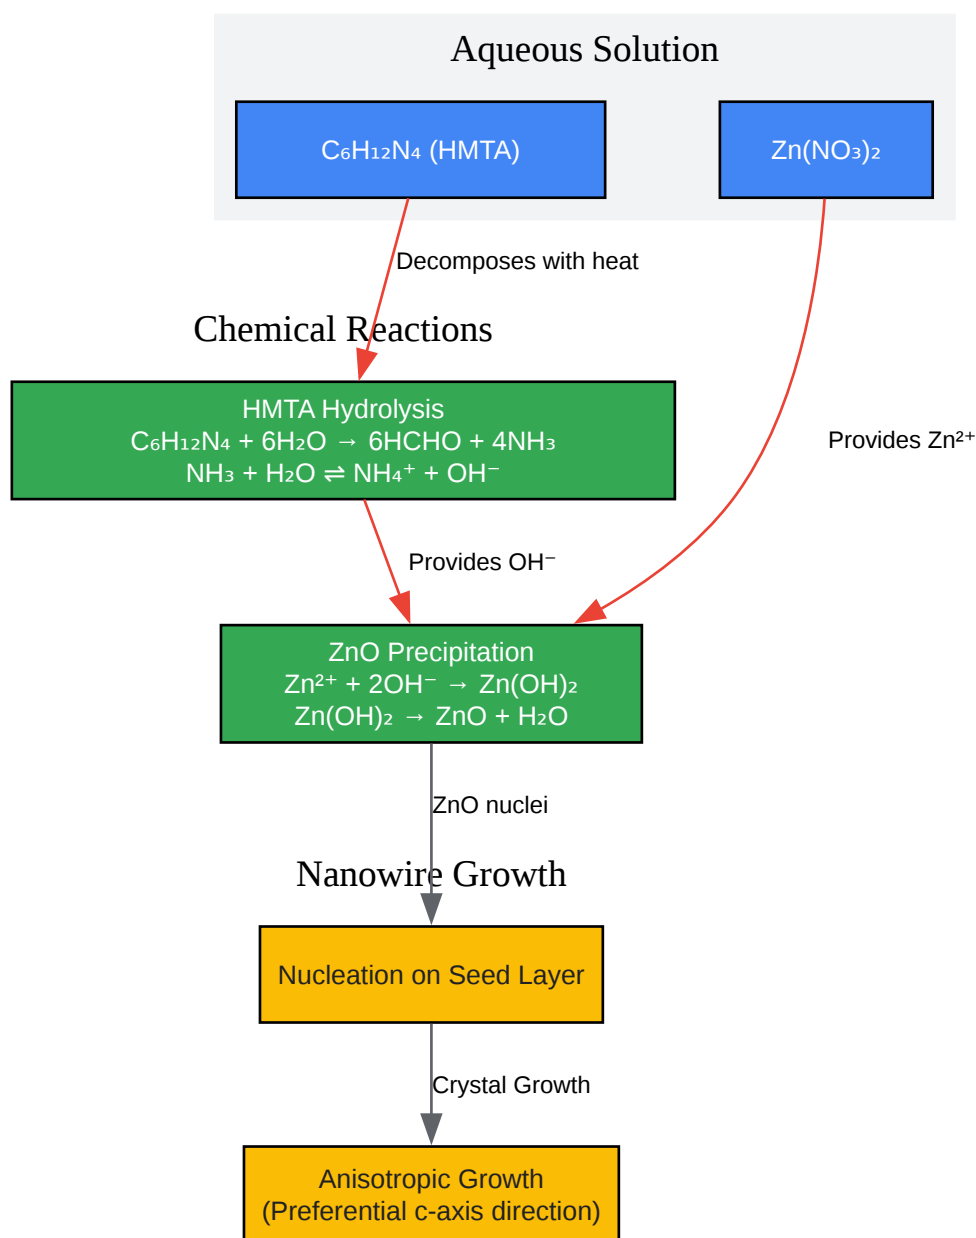 Aqueous Solution
C₆H₁₂N₄ (HMTA)
Zn(NO₃)₂
Decomposes with heat
Chemical Reactions
HMTA Hydrolysis
C₆H₁₂N₄ + 6H₂O → 6HCHO + 4NH₃
NH₃ + H₂O ⇌ NH₄⁺ + OH⁻
Provides Zn²⁺
Provides OH⁻
ZnO Precipitation
Zn²⁺ + 2OH⁻ → Zn(OH)₂
Zn(OH)₂ → ZnO + H₂O
ZnO nuclei
Nanowire Growth
Nucleation on Seed Layer
Crystal Growth
Anisotropic Growth
(Preferential c-axis direction)